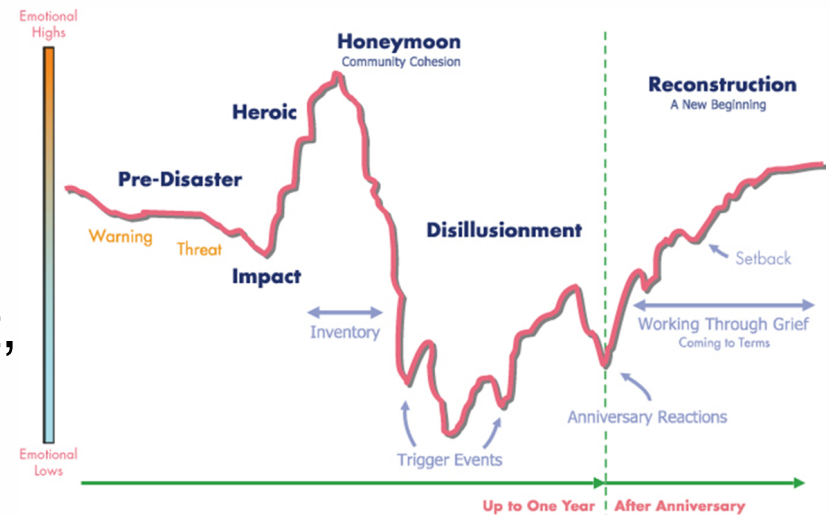 Emotional
Highs
Honeymoon
Community Cohesion
Reconstruction
A New Beginning
Heroic
Pre-Disaster
Warning
Threat
Impact
Disillusionment
Setback
Inventory
Working Through Grief
Coming to Terms
Anniversary Reactions
Trigger Events
Emotional
Lows
Up to One Year
After Anniversary